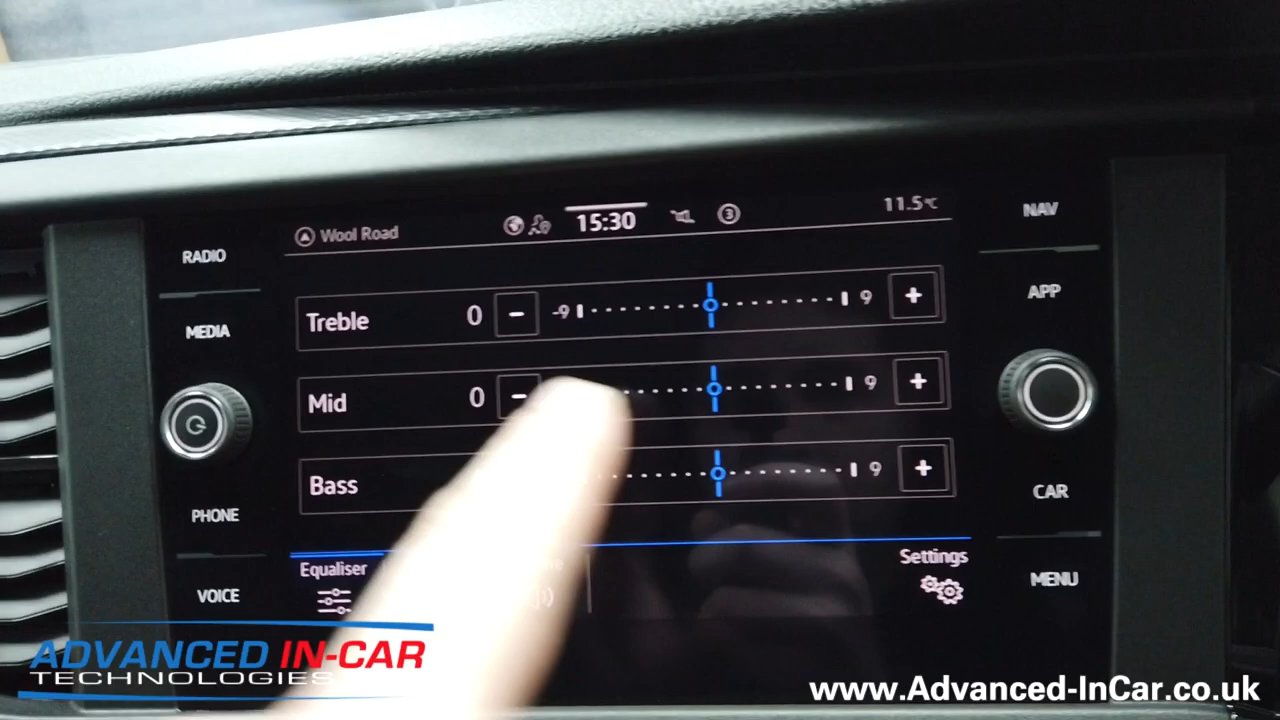 Wool Road
15:30
3
11.5°C
RADIO
MEDIA
PHONE
VOICE
Treble 0 - -9 9 +
Mid 0 - 9 +
Bass 9 +
Equaliser
Settings
NAV
APP
CAR
MENU
ADVANCED IN-CAR
TECHNOLOGIES
www.Advanced-InCar.co.uk